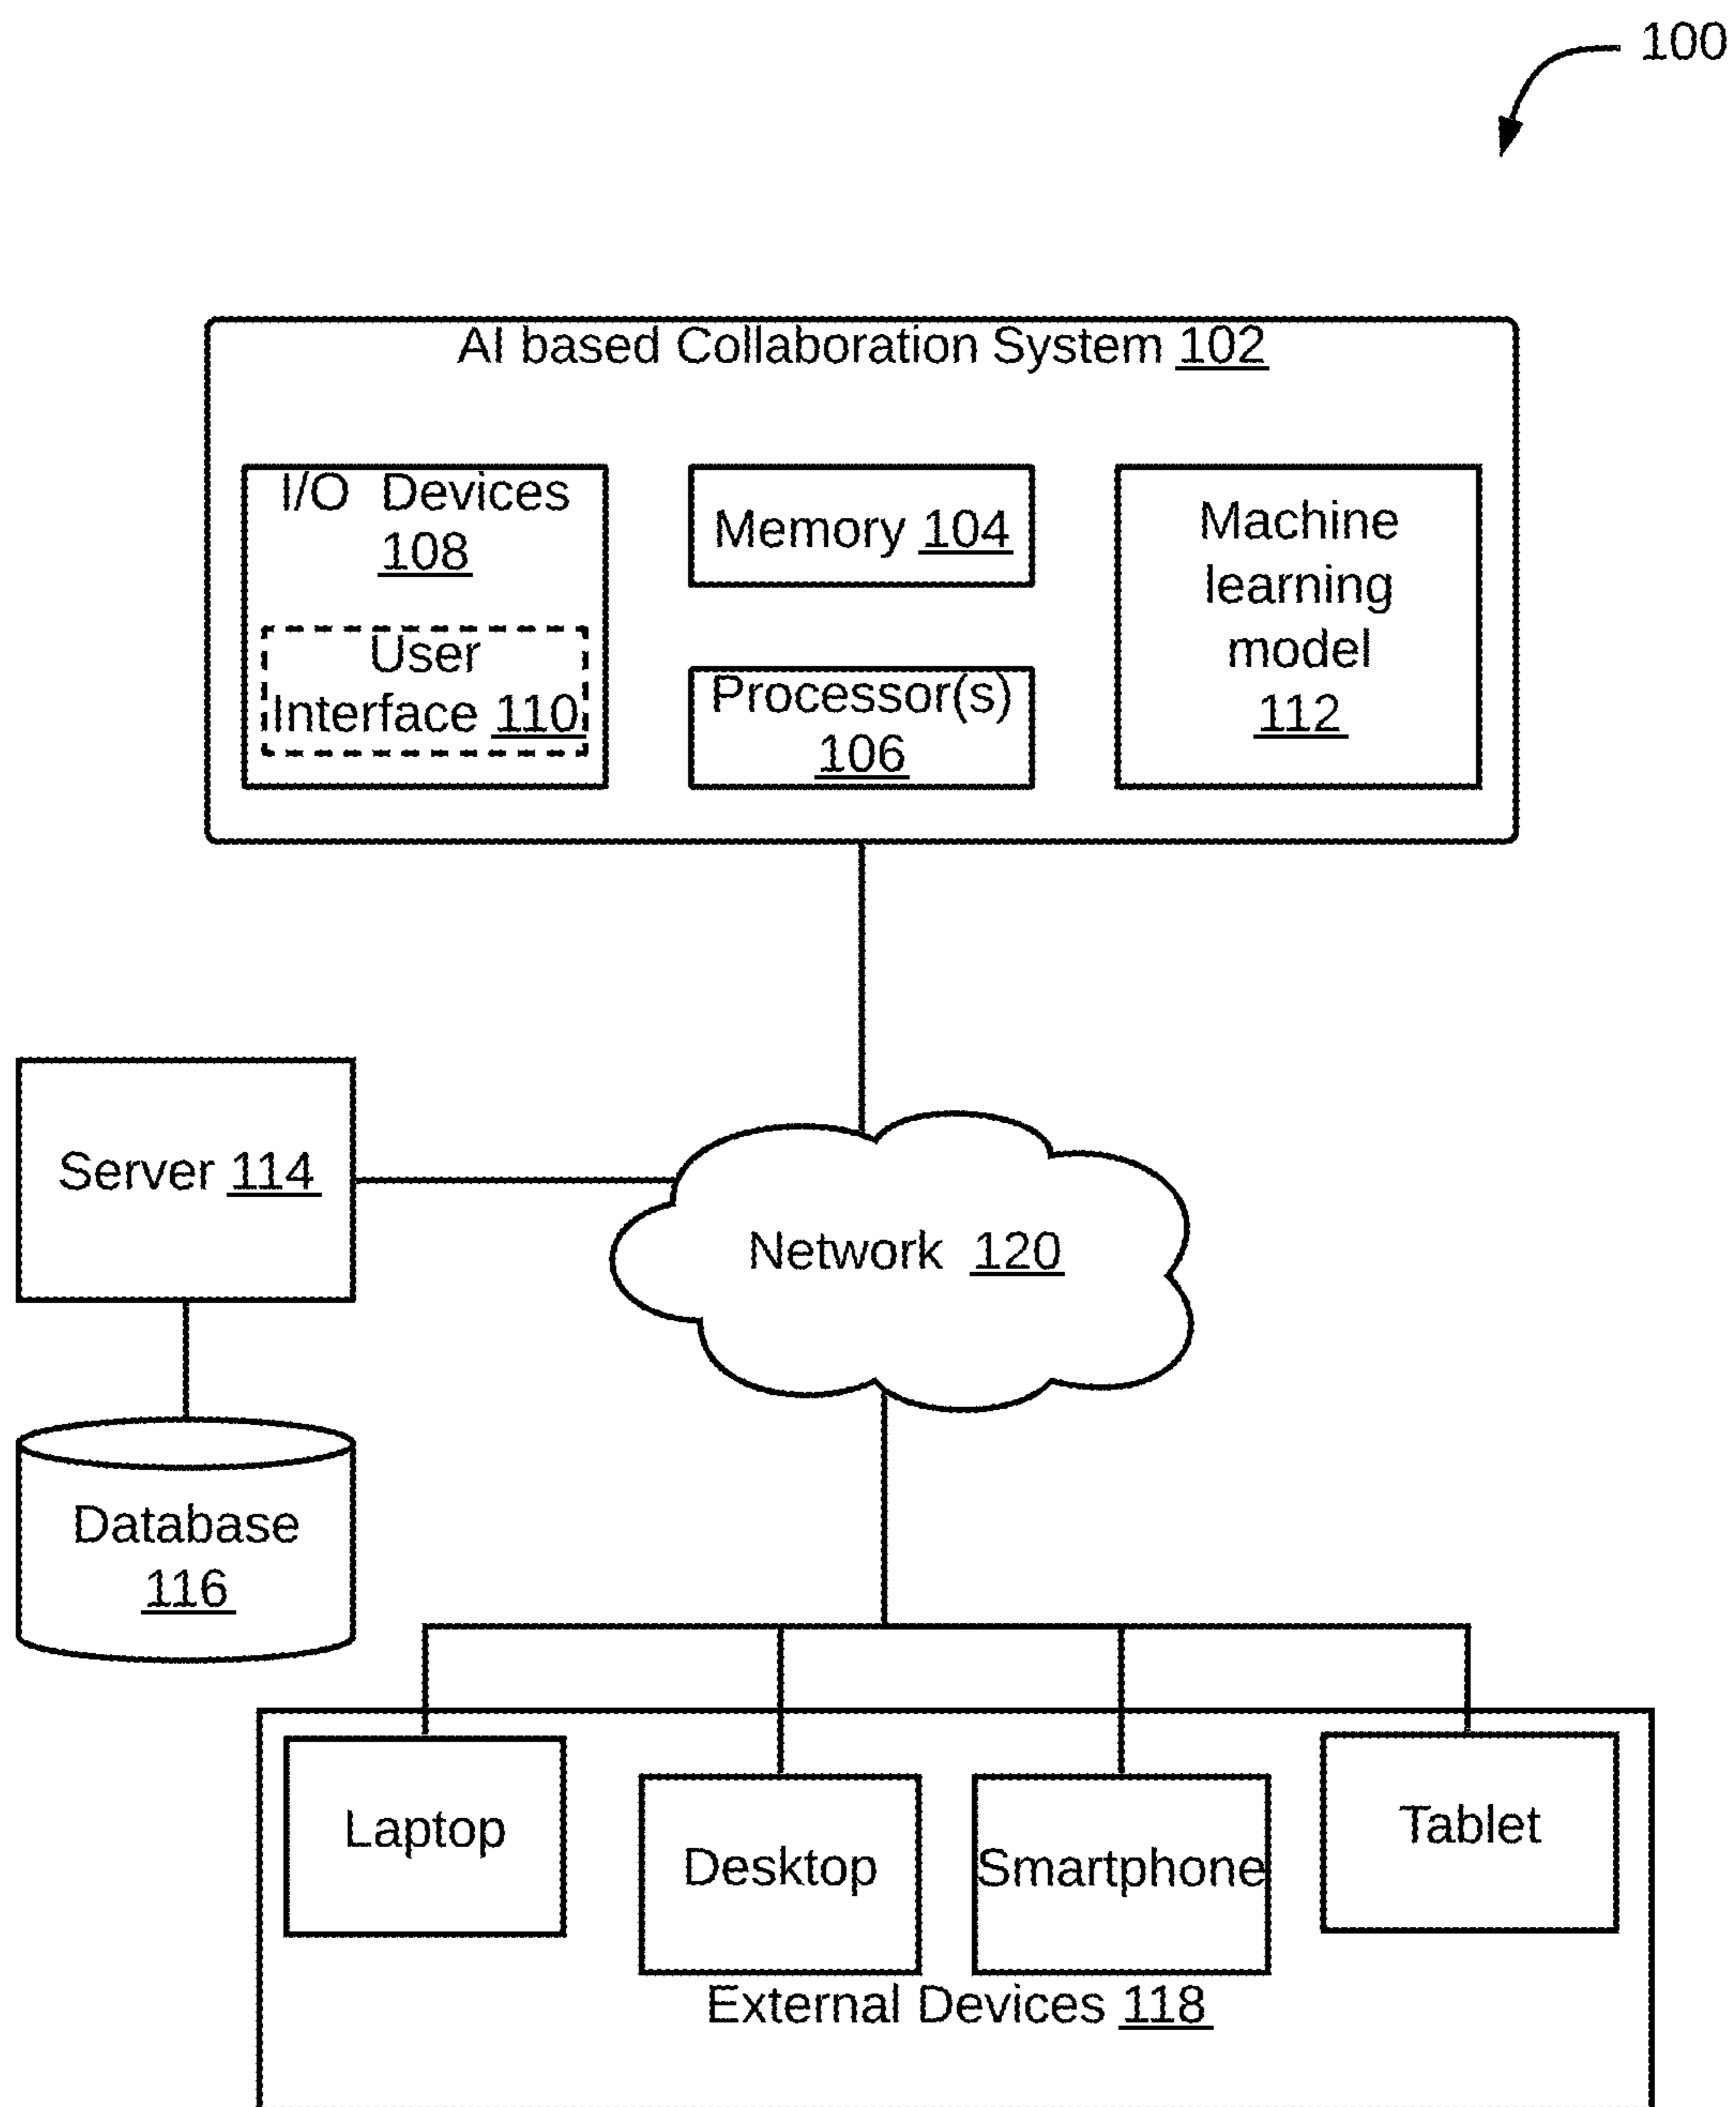 100
AI based Collaboration System 102
I/O Devices
108
User
Interface 110
Memory 104
Processor(s)
106
Machine
learning
model
112
Server 114
Network 120
Database
116
Laptop
Desktop
Smartphone
Tablet
External Devices 118